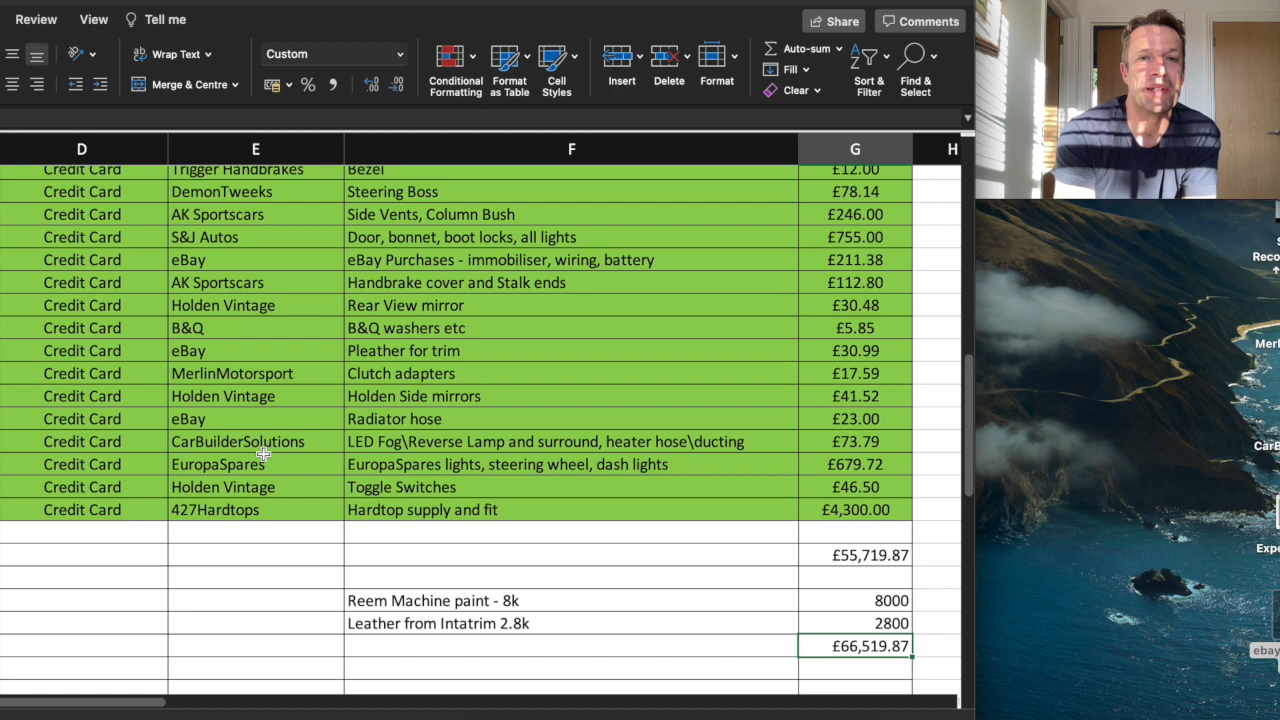 Review View Tell me Share Comments
Wrap Text Custom Auto-sum
Fill
Merge & Centre Conditional Formatting Format as Table Cell Styles Insert Delete Format Clear Sort & Filter Find & Select
D E F G H
Credit Card Trigger Handbrakes Bezel £12.00
Credit Card DemonTweeks Steering Boss £78.14
Credit Card AK Sportscars Side Vents, Column Bush £246.00
Credit Card S&J Autos Door, bonnet, boot locks, all lights £755.00
Credit Card eBay eBay Purchases - immobiliser, wiring, battery £211.38
Credit Card AK Sportscars Handbrake cover and Stalk ends £112.80
Credit Card Holden Vintage Rear View mirror £30.48
Credit Card B&Q B&Q washers etc £5.85
Credit Card eBay Pleather for trim £30.99
Credit Card MerlinMotorsport Clutch adapters £17.59
Credit Card Holden Vintage Holden Side mirrors £41.52
Credit Card eBay Radiator hose £23.00
Credit Card CarBuilderSolutions LED Fog\Reverse Lamp and surround, heater hose\ducting £73.79
Credit Card EuropaSpares EuropaSpares lights, steering wheel, dash lights £679.72
Credit Card Holden Vintage Toggle Switches £46.50
Credit Card 427Hardtops Hardtop supply and fit £4,300.00
£55,719.87
Reem Machine paint - 8k 8000
Leather from Intatrim 2.8k 2800
£66,519.87
S
Reco
Merl
CarB
Expe
ebay